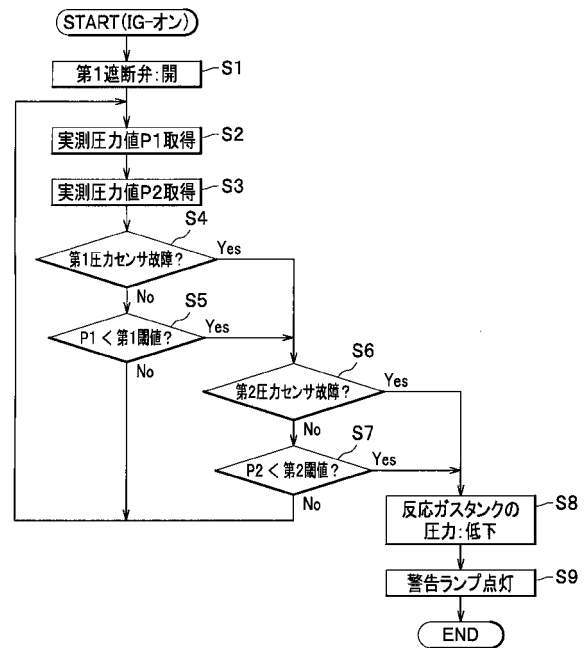 START(IG-オン)
第1遮断弁:開
S1
実測圧力値P1取得
S2
実測圧力値P2取得
S3
S4
第1圧力センサ故障?
Yes
No
S5
P1 < 第1閾値?
Yes
No
S6
第2圧力センサ故障?
Yes
No
S7
P2 < 第2閾値?
Yes
No
反応ガスタンクの
圧力:低下
S8
警告ランプ点灯
S9
END